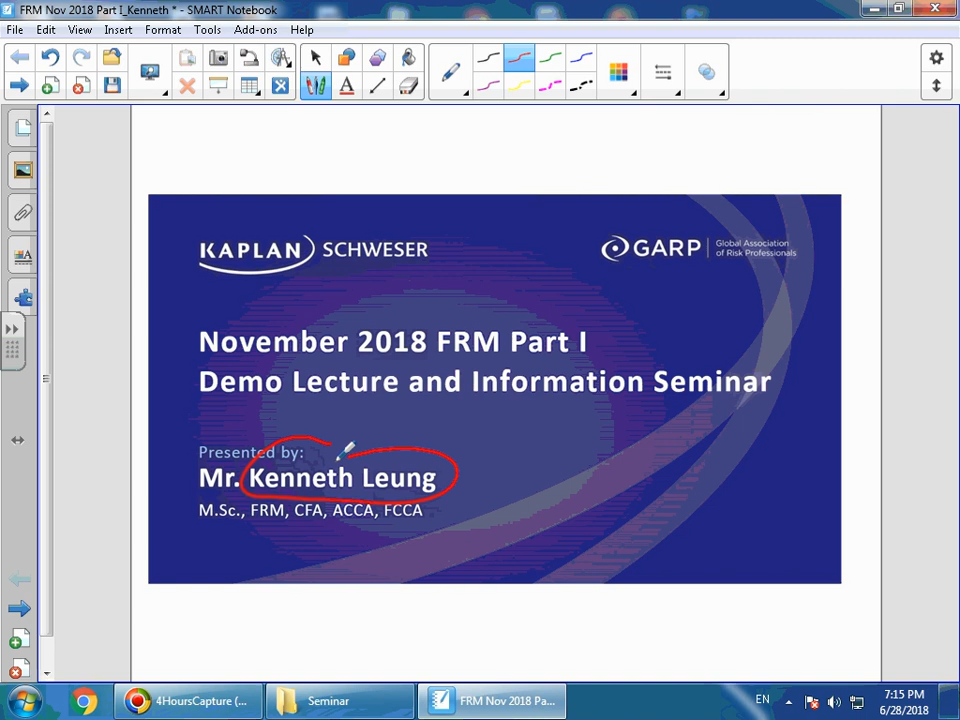 FRM Nov 2018 Part I_Kenneth * - SMART Notebook
File Edit View Insert Format Tools Add-ons Help
KAPLAN SCHWESER
GARP Global Association
of Risk Professionals
November 2018 FRM Part I
Demo Lecture and Information Seminar
Presented by:
Mr. Kenneth Leung
M.Sc., FRM, CFA, ACCA, FCCA
4HoursCapture (... Seminar FRM Nov 2018 Pa... EN 7:15 PM
6/28/2018